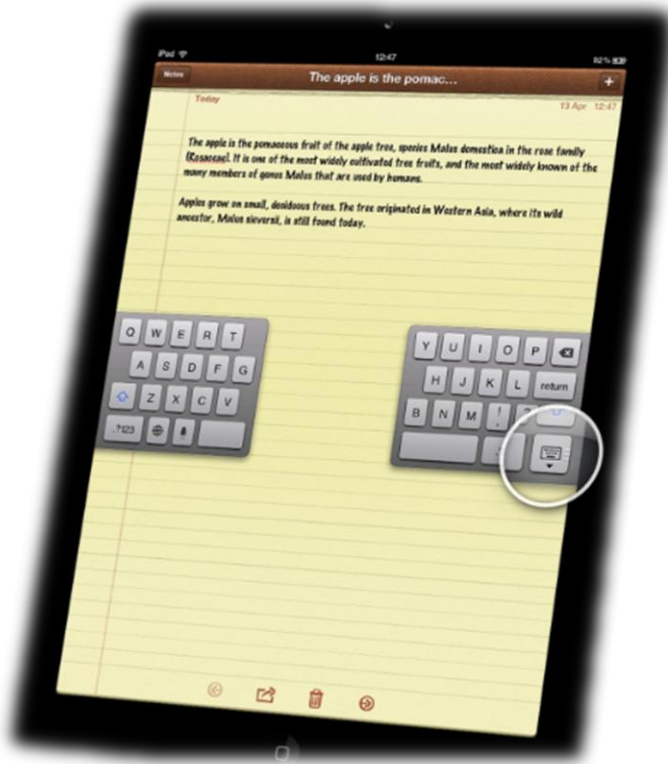 iPad 12:47 92%
Notes The apple is the pomac... +
Today 13 Apr 12:47
The apple is the pomaceous fruit of the apple tree, species Malus domestica in the rose family
(Rosaceae). It is one of the most widely cultivated tree fruits, and the most widely known of the
many members of genus Malus that are used by humans.
Apples grow on small, deciduous trees. The tree originated in Western Asia, where its wild
ancestor, Malus sieversii, is still found today.
Q W E R T Y U I O P
A S D F G H J K L return
Z X C V B N M ! , ?
.?123